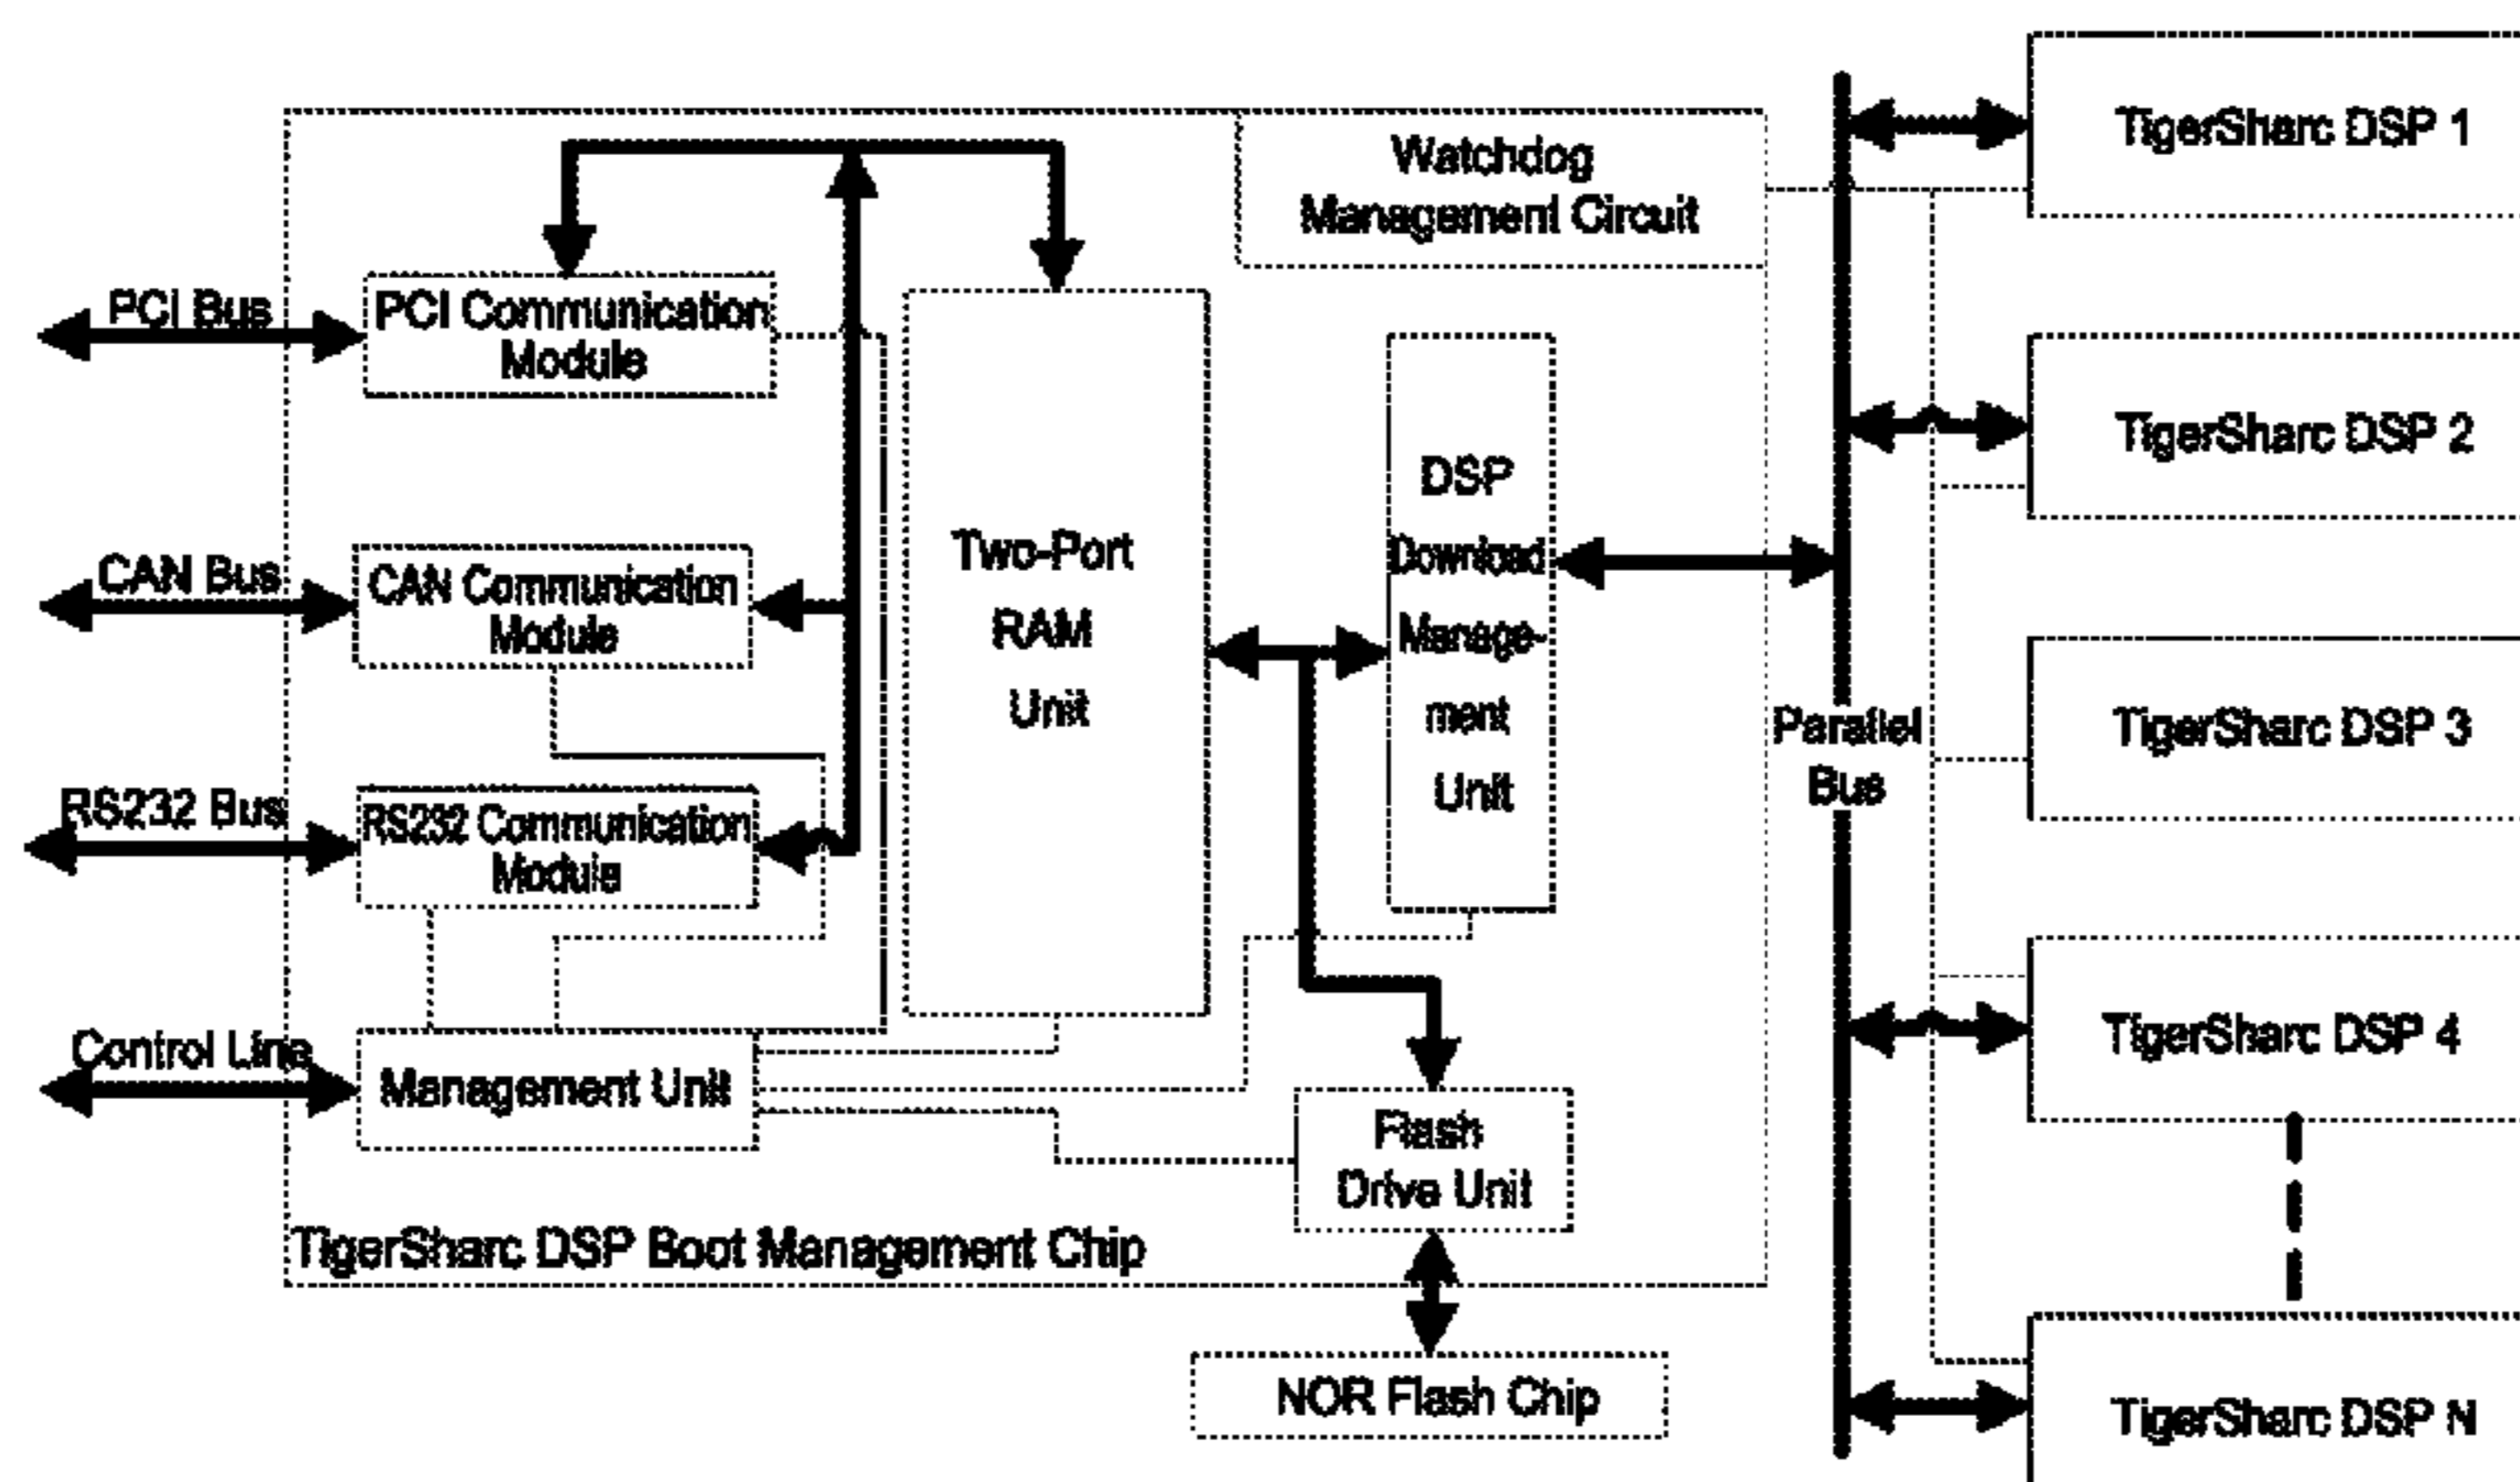 TigerSharc DSP 1
Watchdog
Management Circuit
PCI Bus
PCI Communication
Module
TigerSharc DSP 2
DSP
Download
Manage-
ment
Unit
Two-Port
RAM
Unit
CAN Bus
CAN Communication
Module
Parallel
Bus
TigerSharc DSP 3
RS232 Bus
RS232 Communication
Module
Control Line
Management Unit
TigerSharc DSP 4
Flash
Drive Unit
TigerSharc DSP Boot Management Chip
NOR Flash Chip
TigerSharc DSP N